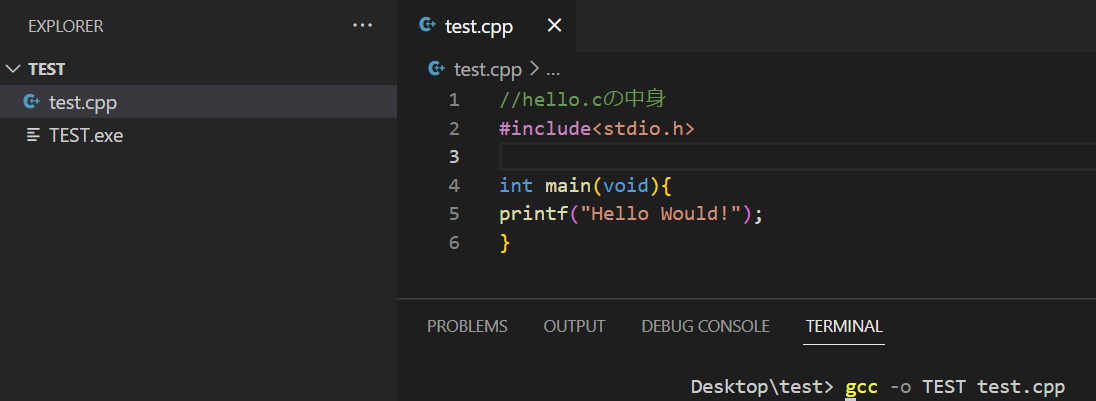 EXPLORER ...
TEST
test.cpp
TEST.exe
test.cpp
test.cpp > ...
1 //hello.cの中身
2 #include<stdio.h>
3
4 int main(void){
5 printf("Hello Would!");
6 }
PROBLEMS OUTPUT DEBUG CONSOLE TERMINAL
Desktop\test> gcc -o TEST test.cpp